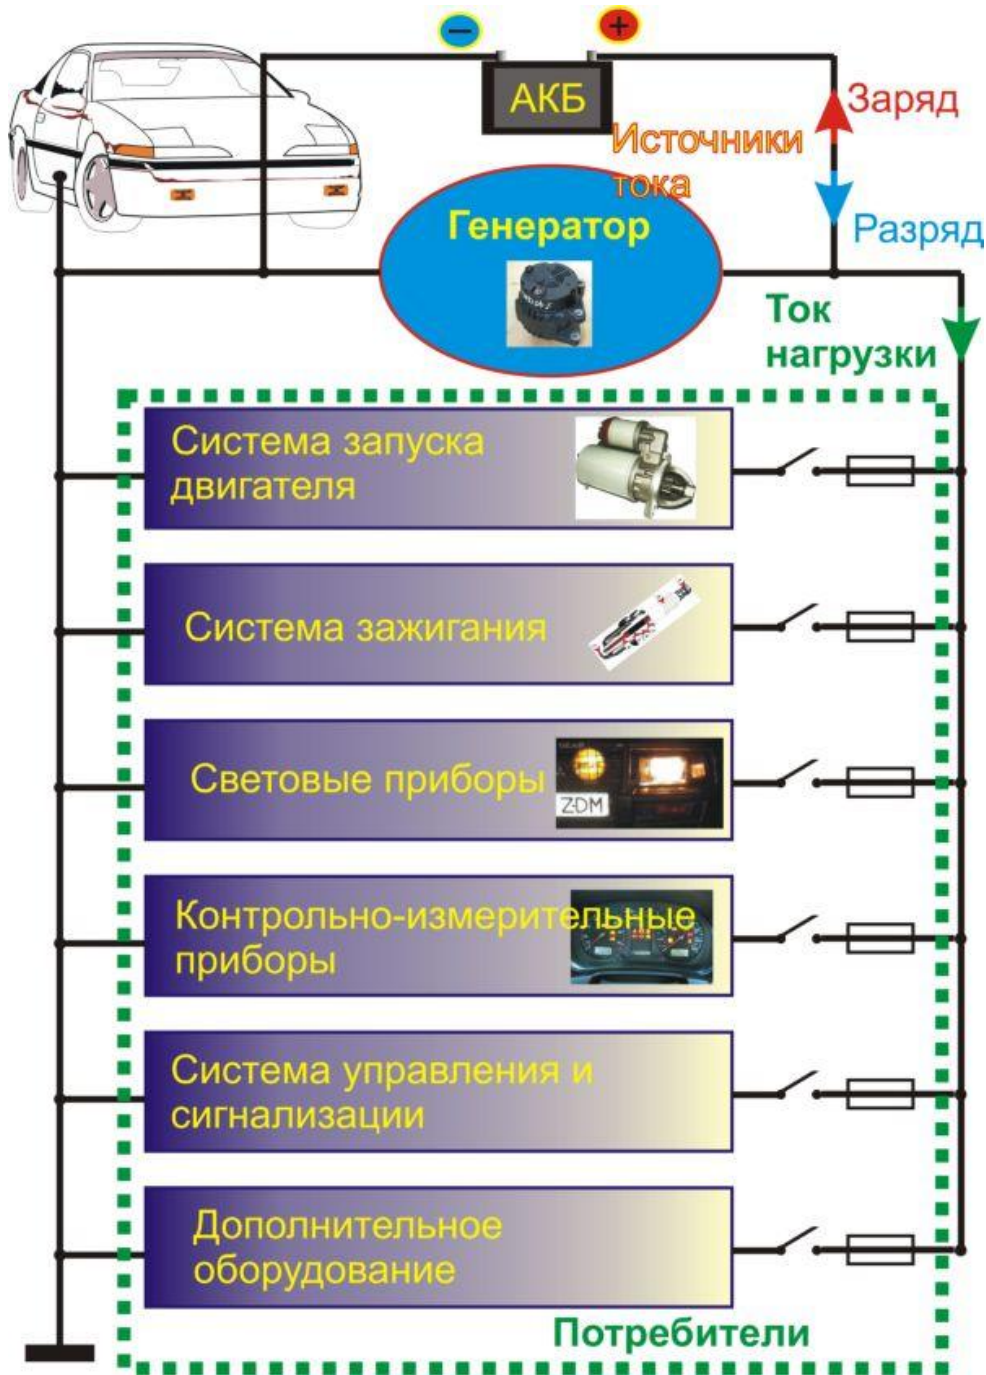 −
+
АКБ
Заряд
Источники
тока
Генератор
Разряд
Ток
нагрузки
Система запуска
двигателя
Система зажигания
Световые приборы
Z-DM
Контрольно-измерительные
приборы
Система управления и
сигнализации
Дополнительное
оборудование
Потребители